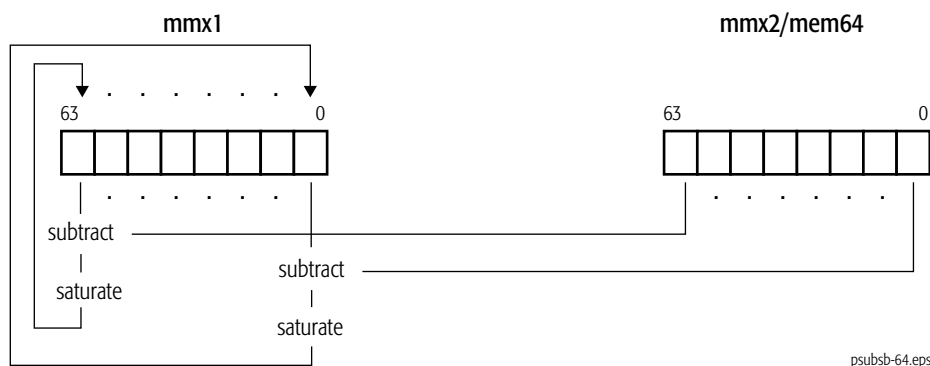 mmx1 mmx2/mem64
. . . . . .
63 0 63 0
. . . . . . . . . . . .
subtract
subtract
saturate
saturate
psubsb-64.eps